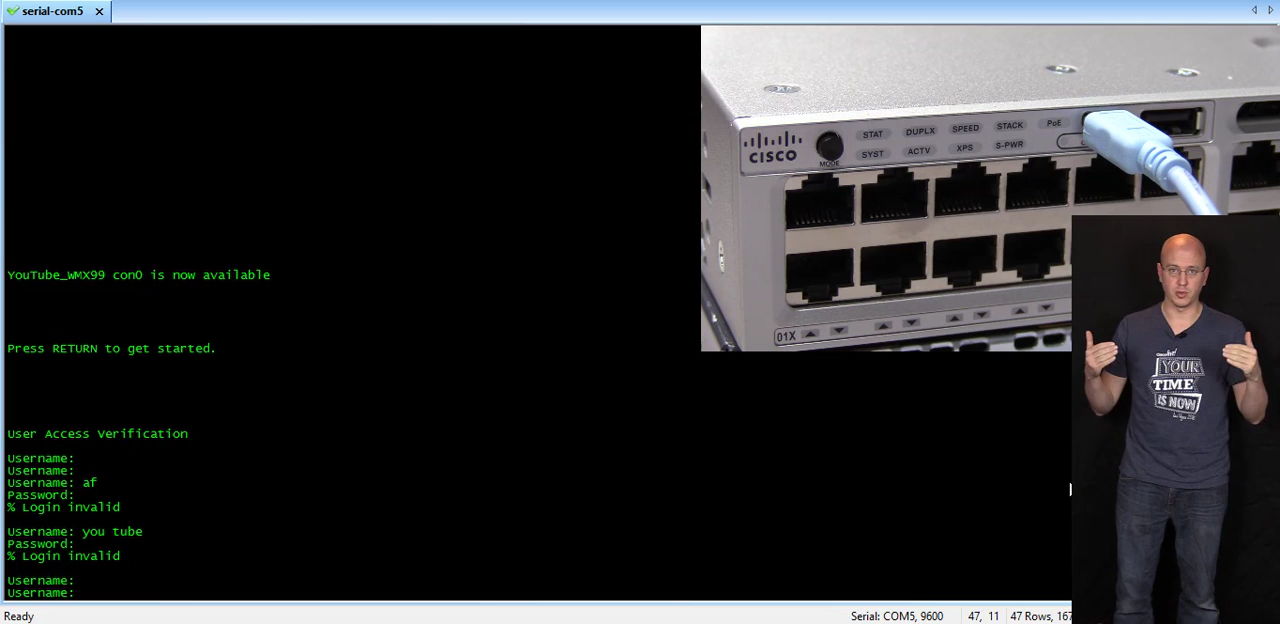 serial-com5
YouTube_WMX99 con0 is now available
Press RETURN to get started.
User Access Verification
Username:
Username:
Username: af
Password:
% Login invalid
Username: you tube
Password:
% Login invalid
Username:
Username:
Ready
Serial: COM5, 9600
47, 11
47 Rows, 167
CISCO
MODE
STAT DUPLX SPEED STACK PoE
SYST ACTV XPS S-PWR
01X
YOUR
TIME
IS NOW